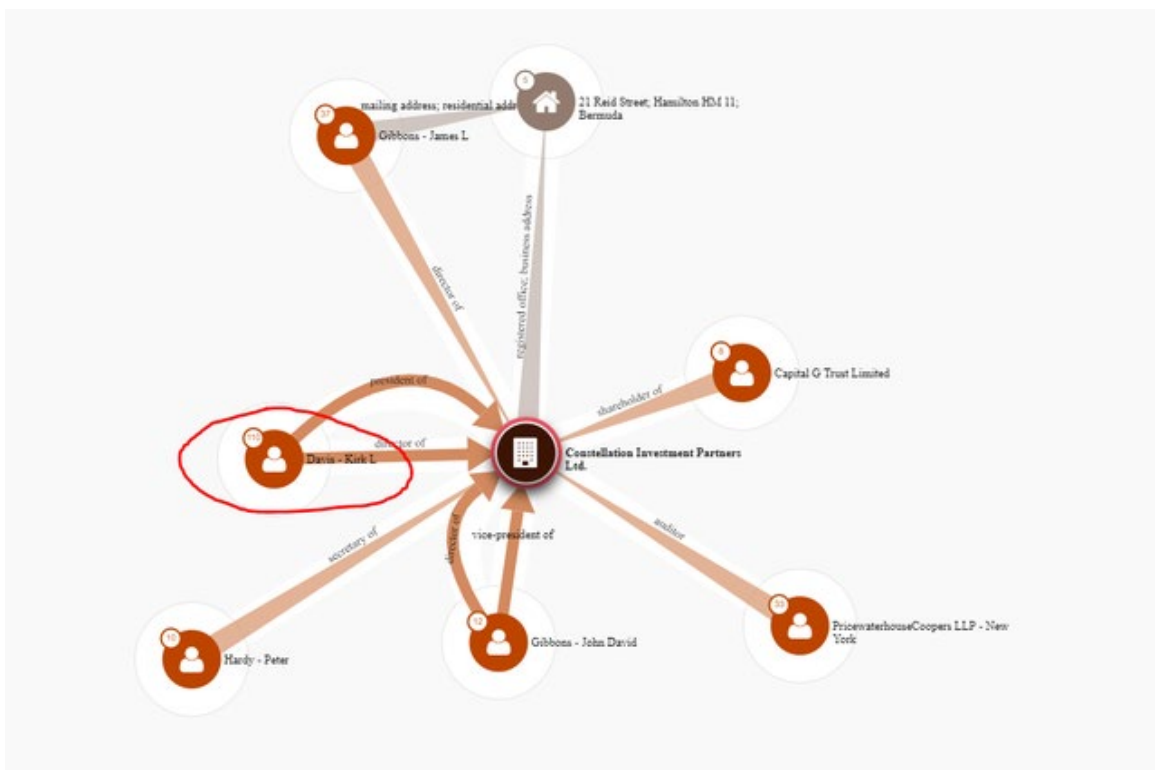 5
37
mailing address; residential addr
21 Reid Street; Hamilton HM 11;
Bermuda
Gibbons - James L
registered office; business address
director of
8
Capital G Trust Limited
president of
shareholder of
110
director of
Davis - Kirk L
Constellation Investment Partners
Ltd.
auditor
director of
vice-president of
secretary of
33
PricewaterhouseCoopers LLP - New
York
12
Gibbons - John David
10
Hardy - Peter